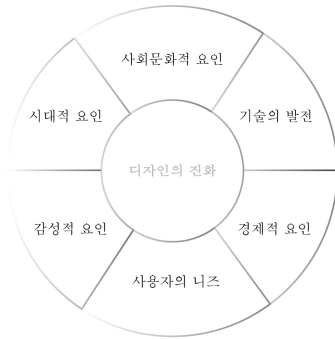 사회문화적 요인
시대적 요인
기술의 발전
디자인의 진화
감성적 요인
경제적 요인
사용자의 니즈